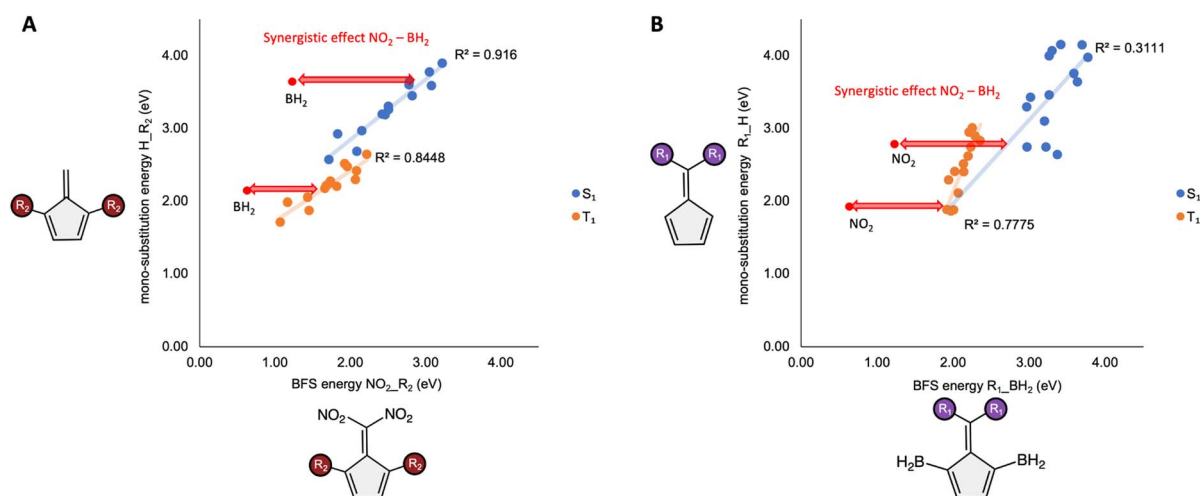 A
Synergistic effect NO₂ – BH₂
R² = 0.916
BH₂
R² = 0.8448
BH₂
4.00
3.00
2.00
1.00
0.00
mono-substitution energy H_R₂ (eV)
0.00 1.00 2.00 3.00 4.00
BFS energy NO₂_R₂ (eV)
S₁
T₁
R₂ R₂
NO₂ NO₂
R₂ R₂
B
R² = 0.3111
Synergistic effect NO₂ – BH₂
NO₂
NO₂
R² = 0.7775
4.00
3.00
2.00
1.00
0.00
mono-substitution energy R₁_H (eV)
0.00 1.00 2.00 3.00 4.00
BFS energy R₁_BH₂ (eV)
S₁
T₁
R₁ R₁
R₁ R₁
H₂B BH₂